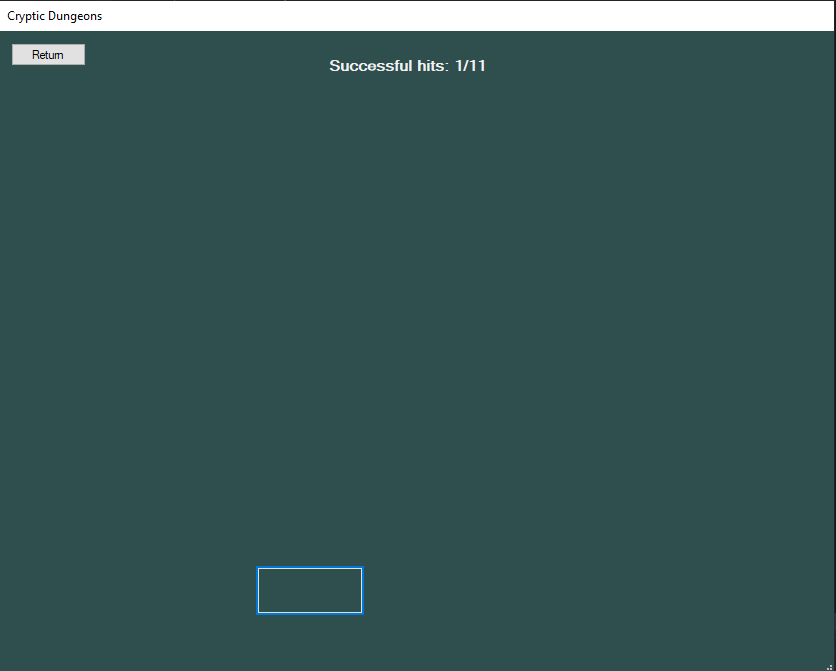 Cryptic Dungeons
Return
Successful hits: 1/11